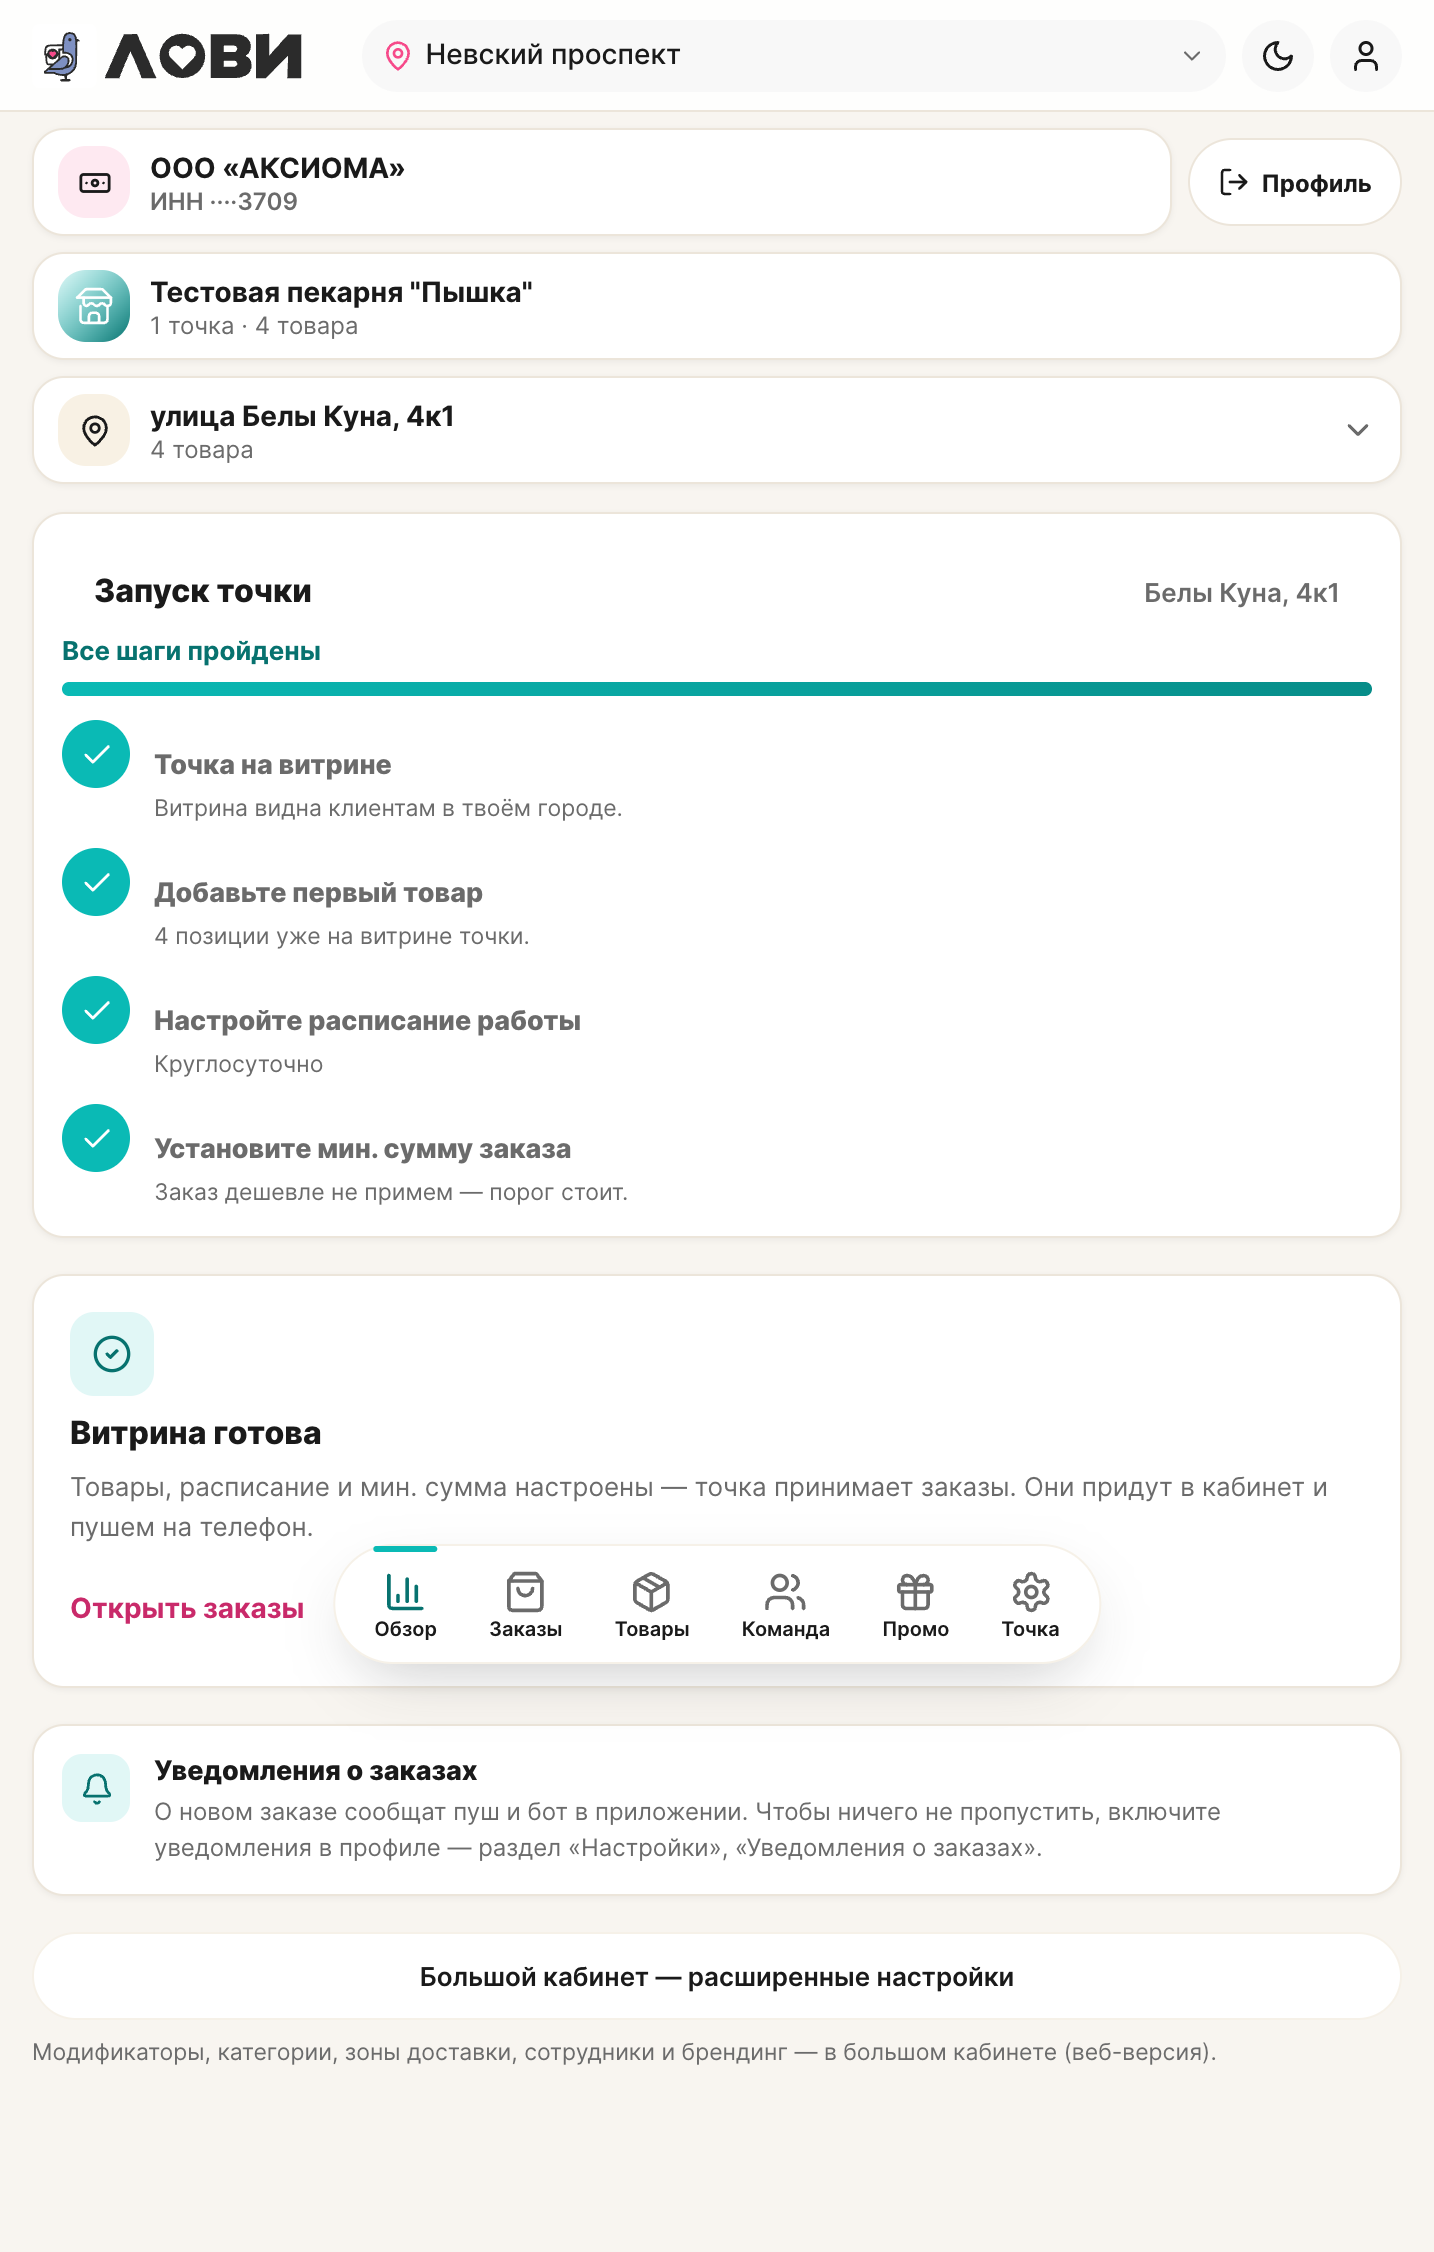 ЛОВИ
Невский проспект
ООО «АКСИОМА»
ИНН ····3709
Профиль
Тестовая пекарня "Пышка"
1 точка · 4 товара
улица Белы Куна, 4к1
4 товара
Запуск точки
Белы Куна, 4к1
Все шаги пройдены
Точка на витрине
Витрина видна клиентам в твоём городе.
Добавьте первый товар
4 позиции уже на витрине точки.
Настройте расписание работы
Круглосуточно
Установите мин. сумму заказа
Заказ дешевле не примем — порог стоит.
Витрина готова
Товары, расписание и мин. сумма настроены — точка принимает заказы. Они придут в кабинет и
пушем на телефон.
Открыть заказы
Обзор
Заказы
Товары
Команда
Промо
Точка
Уведомления о заказах
О новом заказе сообщат пуш и бот в приложении. Чтобы ничего не пропустить, включите
уведомления в профиле — раздел «Настройки», «Уведомления о заказах».
Большой кабинет — расширенные настройки
Модификаторы, категории, зоны доставки, сотрудники и брендинг — в большом кабинете (веб-версия).